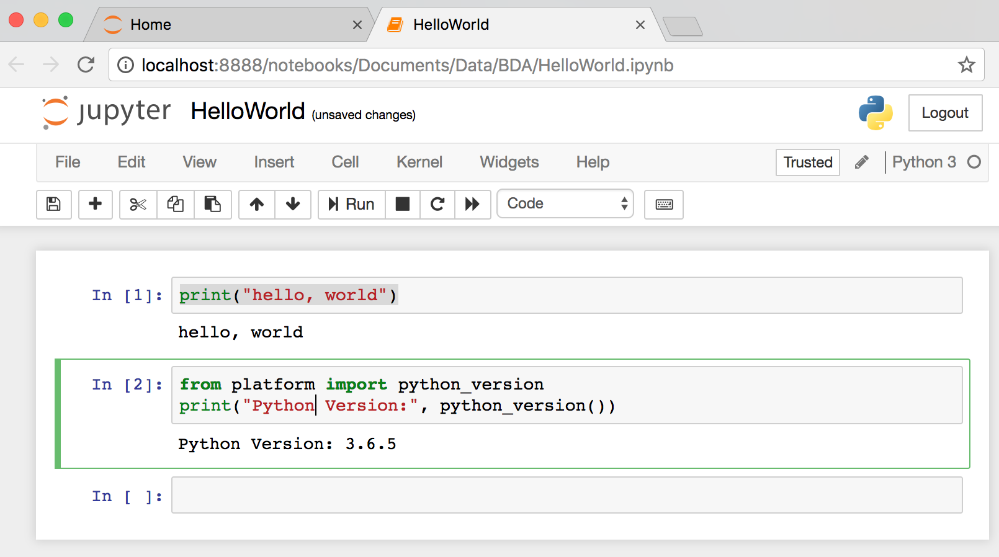 Home
HelloWorld
localhost:8888/notebooks/Documents/Data/BDA/HelloWorld.ipynb
jupyter HelloWorld (unsaved changes)
Logout
File Edit View Insert Cell Kernel Widgets Help Trusted Python 3
Run Code
In [1]: print("hello, world")
hello, world
In [2]: from platform import python_version
print("Python Version:", python_version())
Python Version: 3.6.5
In [ ]: